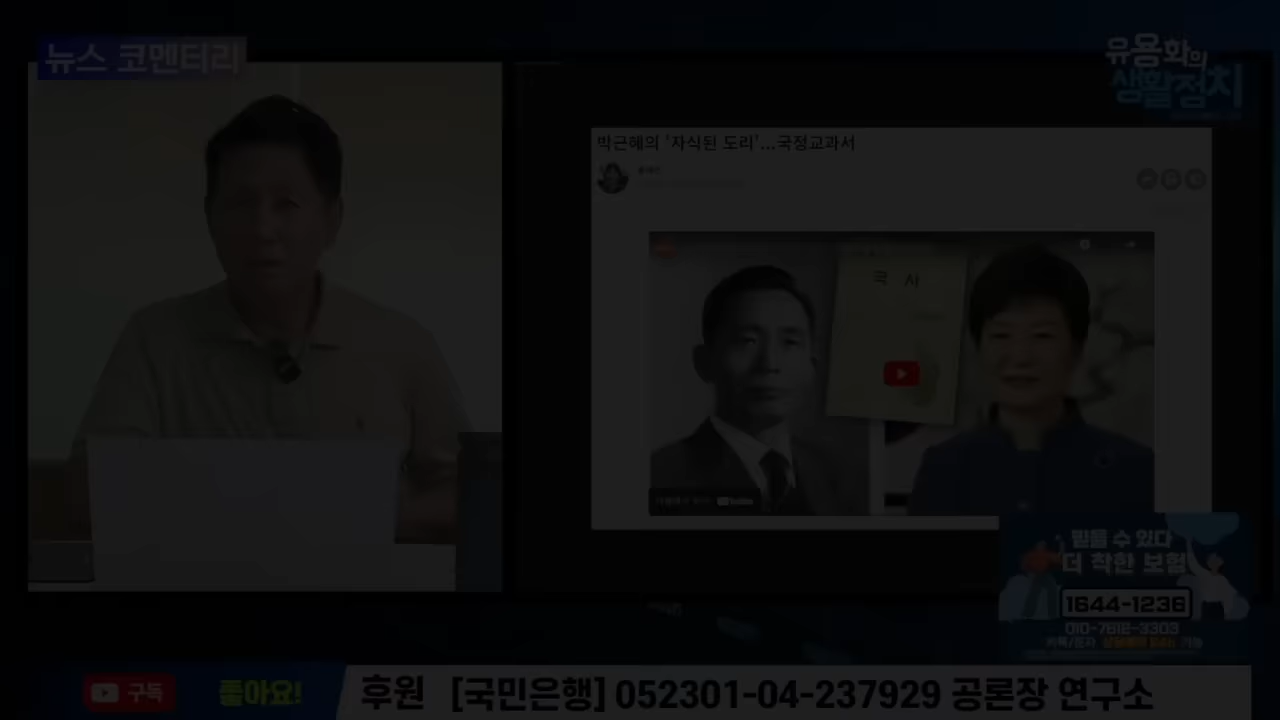 뉴스 코멘터리
유용화의
생활정치
박근혜의 '자식된 도리'...국정교과서
국 사
믿을 수 있다
더 착한 보험
1644-1236
010-7612-3303
구독
좋아요!
후원 [국민은행] 052301-04-237929 공론장 연구소